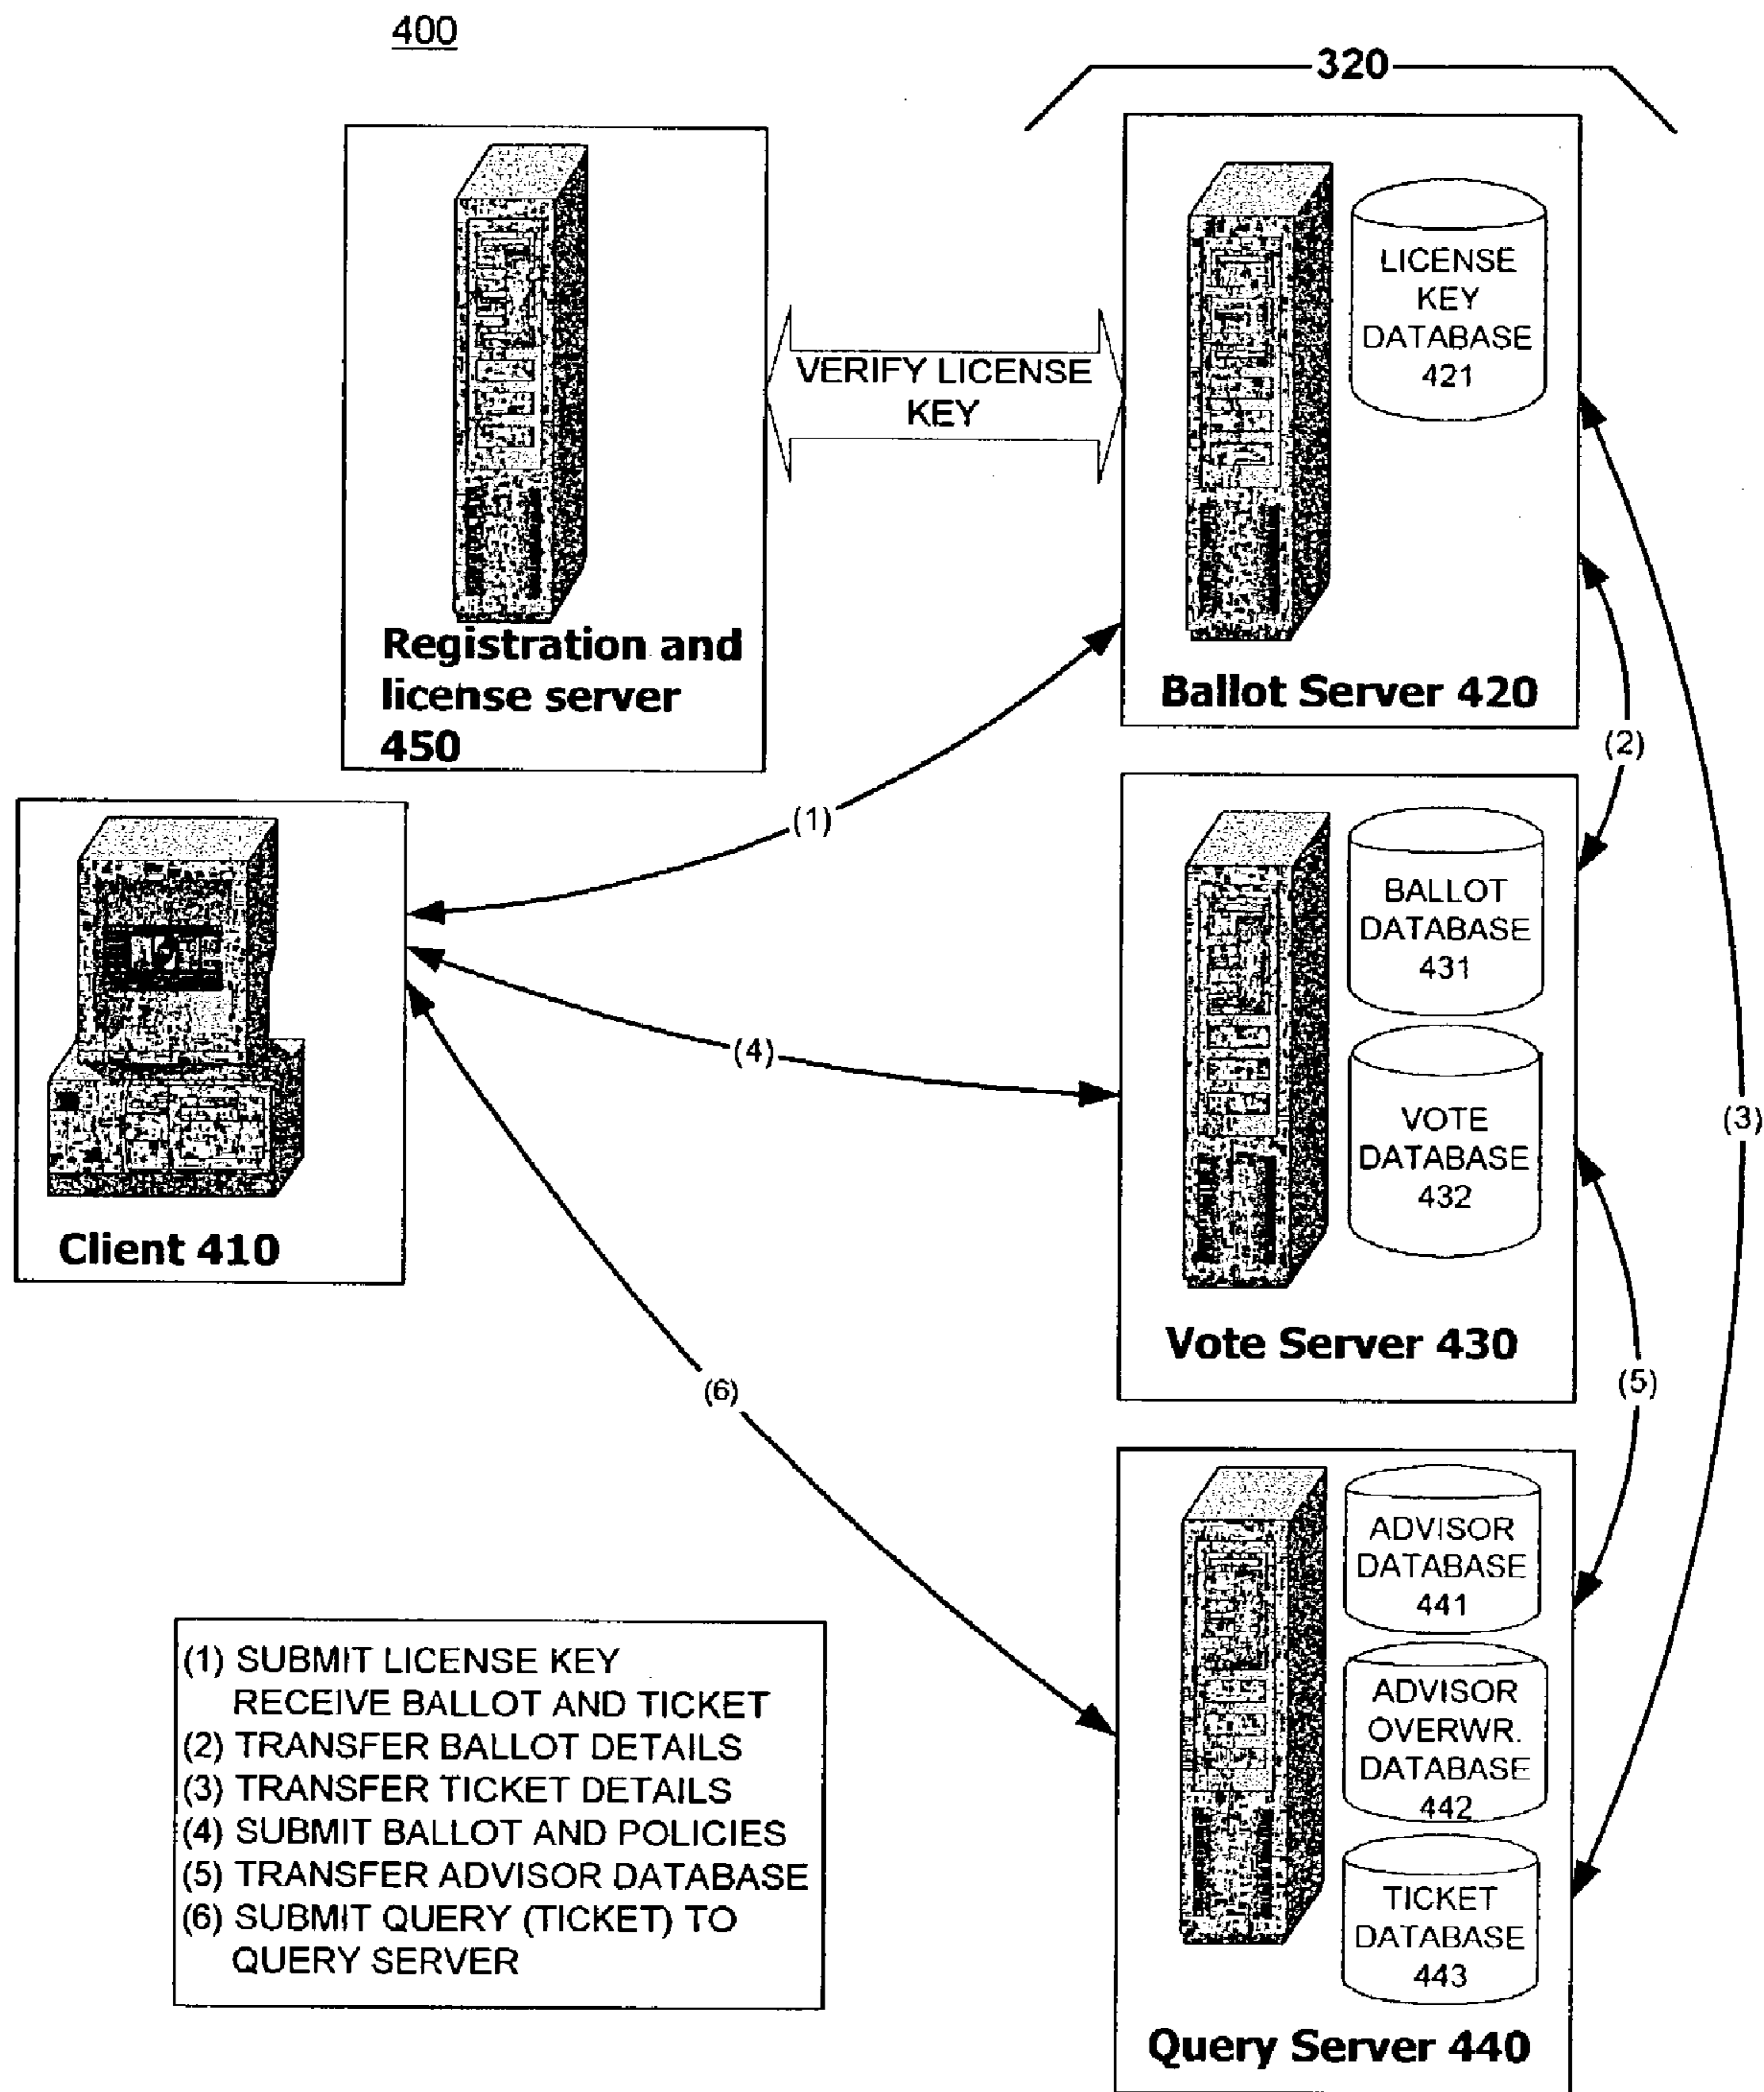 400
320
LICENSE
KEY
DATABASE
421
VERIFY LICENSE
KEY
Registration and
license server
450
Ballot Server 420
(2)
(1)
BALLOT
DATABASE
431
(4)
VOTE
DATABASE
432
(3)
Client 410
Vote Server 430
(6)
(5)
ADVISOR
DATABASE
441
ADVISOR
OVERWR.
DATABASE
442
TICKET
DATABASE
443
Query Server 440
(1) SUBMIT LICENSE KEY
RECEIVE BALLOT AND TICKET
(2) TRANSFER BALLOT DETAILS
(3) TRANSFER TICKET DETAILS
(4) SUBMIT BALLOT AND POLICIES
(5) TRANSFER ADVISOR DATABASE
(6) SUBMIT QUERY (TICKET) TO
QUERY SERVER